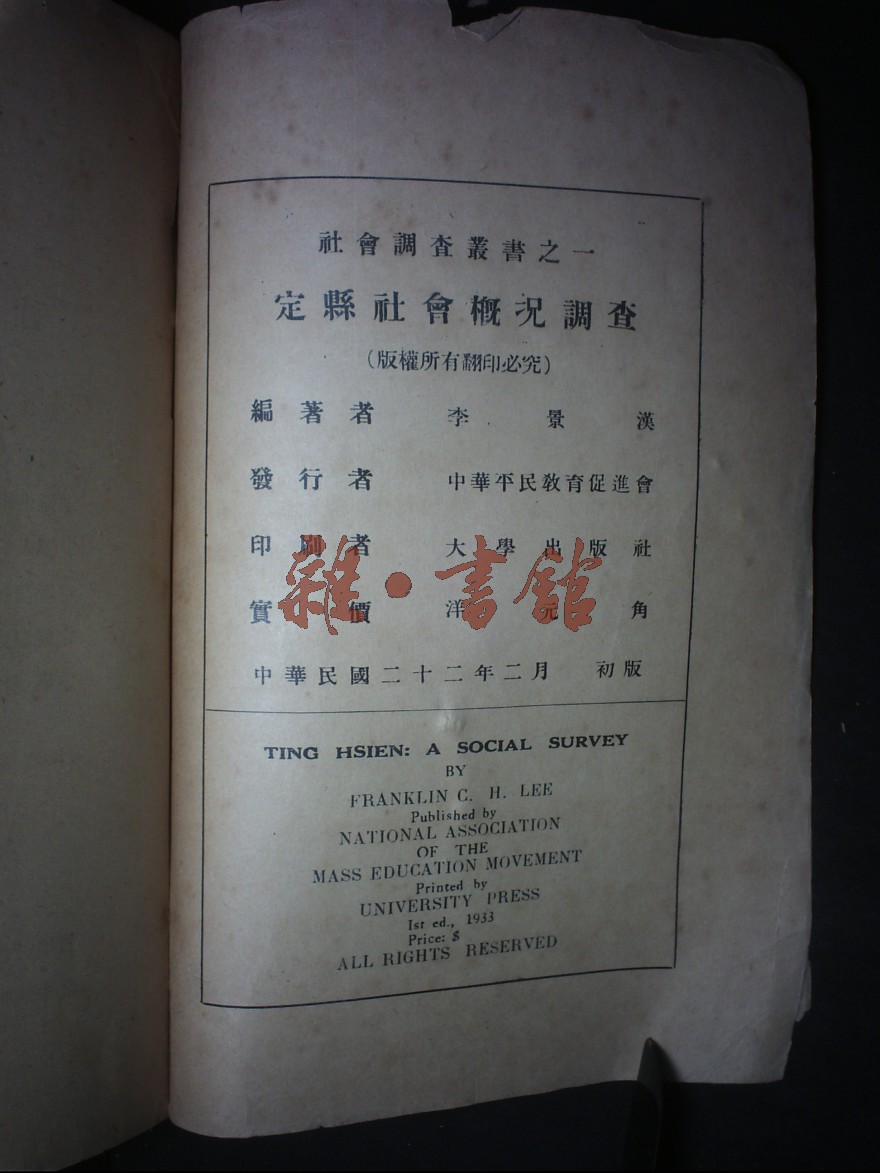 社會調查叢書之一
定縣社會概況調查
(版權所有翻印必究)
編著者 李景漢
發行者 中華平民教育促進會
印刷者 大學出版社
實價 洋 元 角
雜·書館
中華民國二十二年二月 初版
TING HSIEN: A SOCIAL SURVEY
BY
FRANKLIN C. H. LEE
Published by
NATIONAL ASSOCIATION
OF THE
MASS EDUCATION MOVEMENT
Printed by
UNIVERSITY PRESS
Ist ed., 1933
Price: $
ALL RIGHTS RESERVED